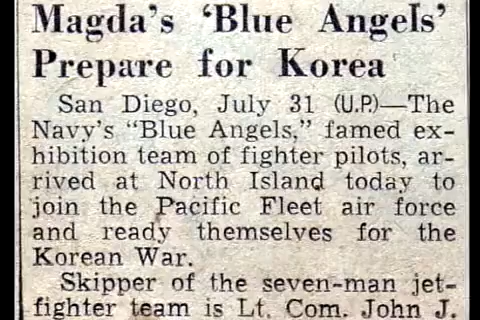 Magda's 'Blue Angels'
Prepare for Korea
San Diego, July 31 (U.P.)—The
Navy's "Blue Angels," famed ex-
hibition team of fighter pilots, ar-
rived at North Island today to
join the Pacific Fleet air force
and ready themselves for the
Korean War.
Skipper of the seven-man jet-
fighter team is Lt. Com. John J.